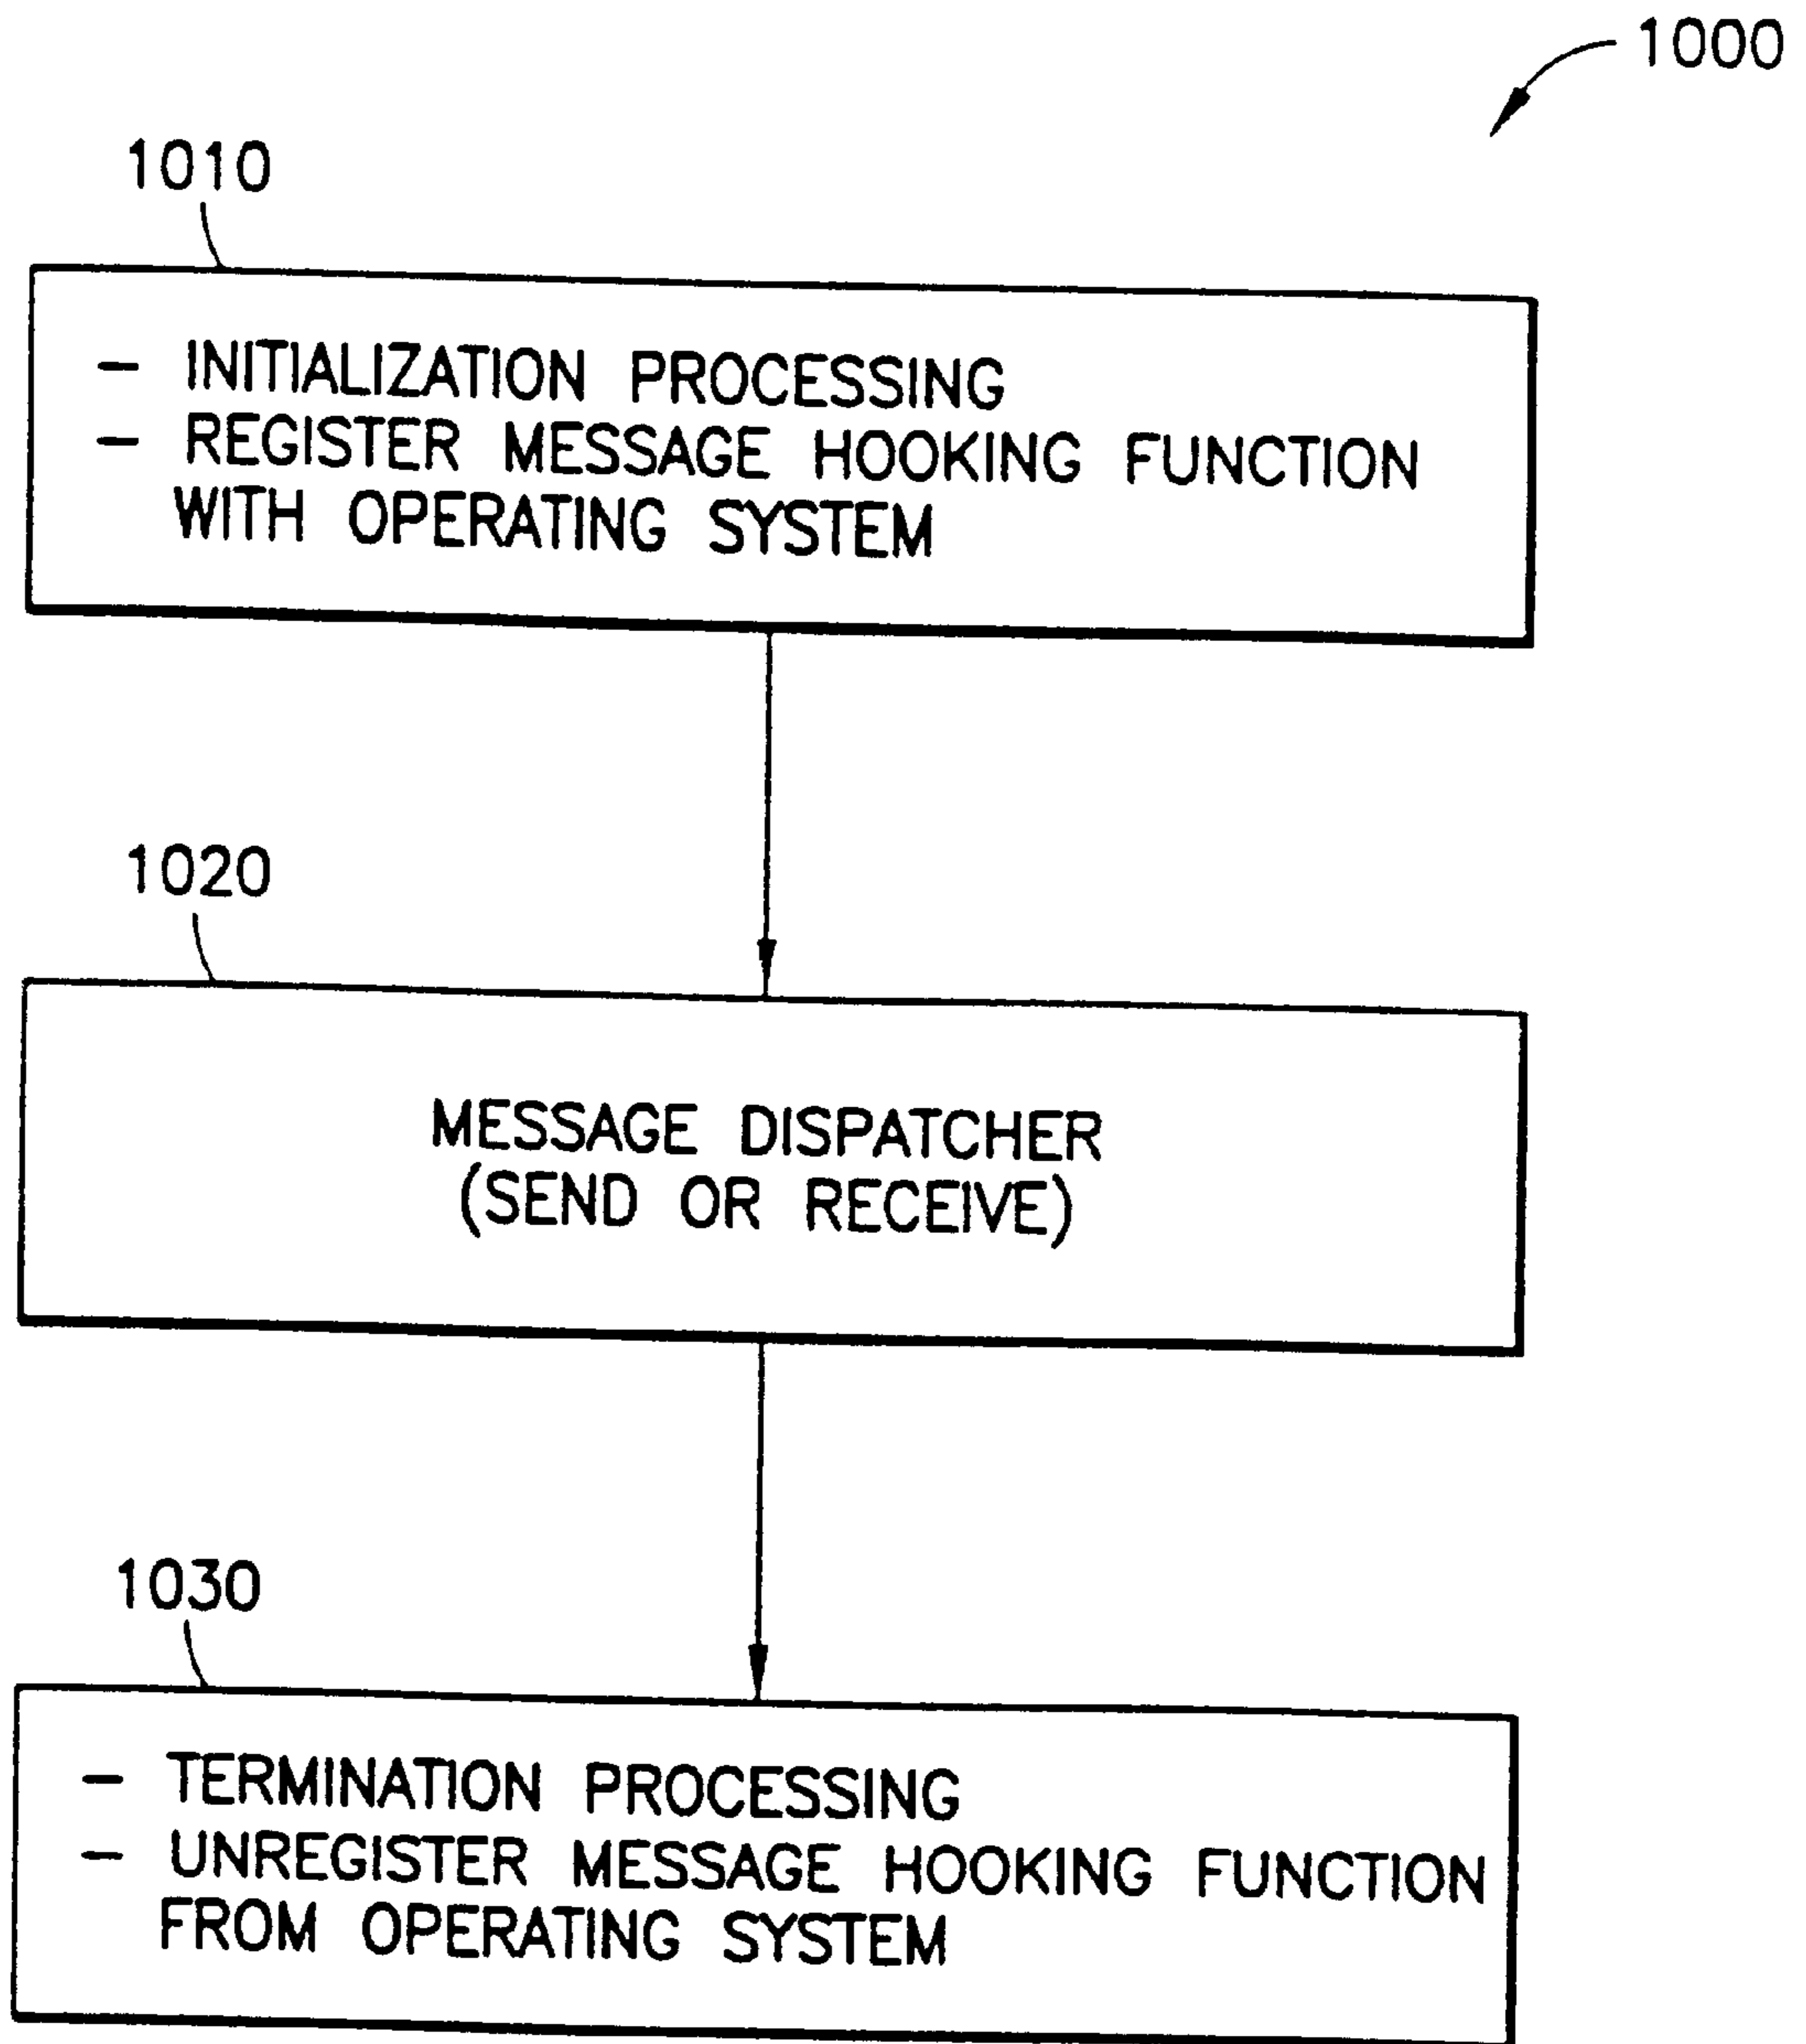 1000
1010
- INITIALIZATION PROCESSING
- REGISTER MESSAGE HOOKING FUNCTION
WITH OPERATING SYSTEM
1020
MESSAGE DISPATCHER
(SEND OR RECEIVE)
1030
- TERMINATION PROCESSING
- UNREGISTER MESSAGE HOOKING FUNCTION
FROM OPERATING SYSTEM